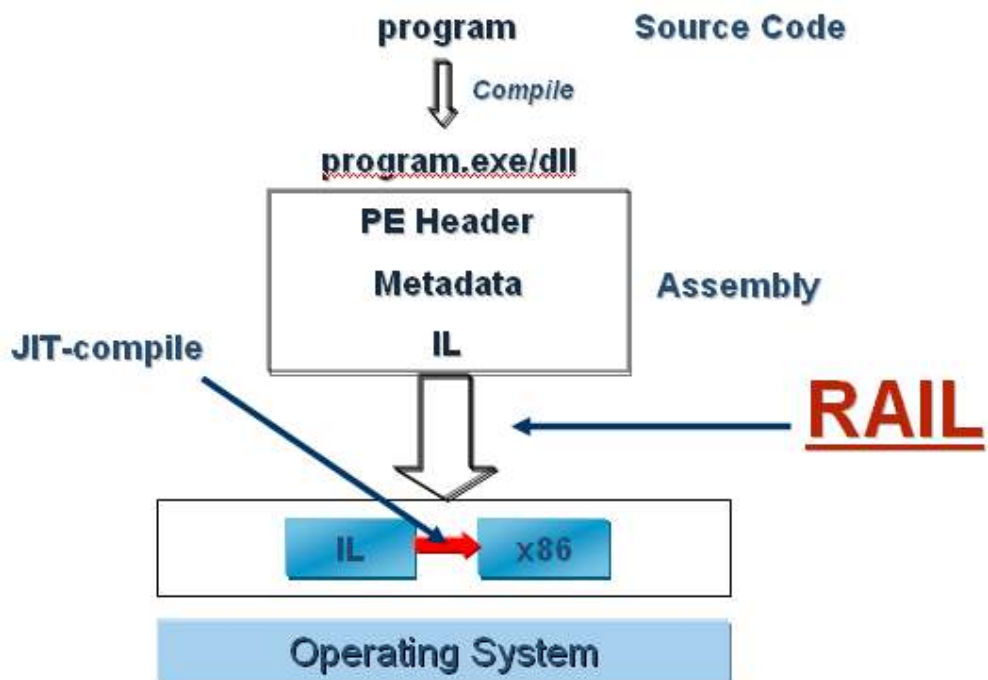 program Source Code
Compile
program.exe/dll
PE Header
Metadata
Assembly
IL
JIT-compile
RAIL
IL x86
Operating System